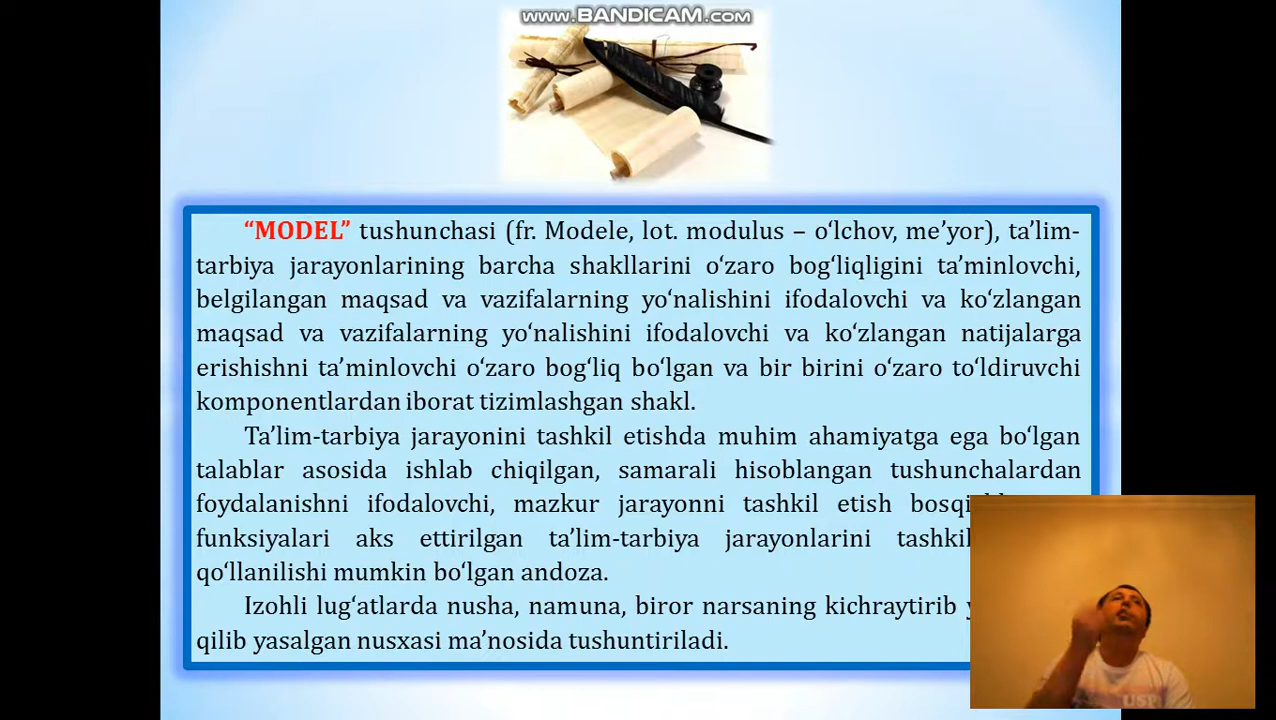 www.BANDICAM.com
“MODEL” tushunchasi (fr. Modele, lot. modulus – o‘lchov, me’yor), ta’lim-
tarbiya jarayonlarining barcha shakllarini o‘zaro bog‘liqligini ta’minlovchi,
belgilangan maqsad va vazifalarning yo‘nalishini ifodalovchi va ko‘zlangan
maqsad va vazifalarning yo‘nalishini ifodalovchi va ko‘zlangan natijalarga
erishishni ta’minlovchi o‘zaro bog‘liq bo‘lgan va bir birini o‘zaro to‘ldiruvchi
komponentlardan iborat tizimlashgan shakl.
Ta’lim-tarbiya jarayonini tashkil etishda muhim ahamiyatga ega bo‘lgan
talablar asosida ishlab chiqilgan, samarali hisoblangan tushunchalardan
foydalanishni ifodalovchi, mazkur jarayonni tashkil etish
funksiyalari aks ettirilgan ta’lim-tarbiya jarayonlarini tashkil
qo‘llanilishi mumkin bo‘lgan andoza.
Izohli lug‘atlarda nusha, namuna, biror narsaning kichraytirib
qilib yasalgan nusxasi ma’nosida tushuntiriladi.